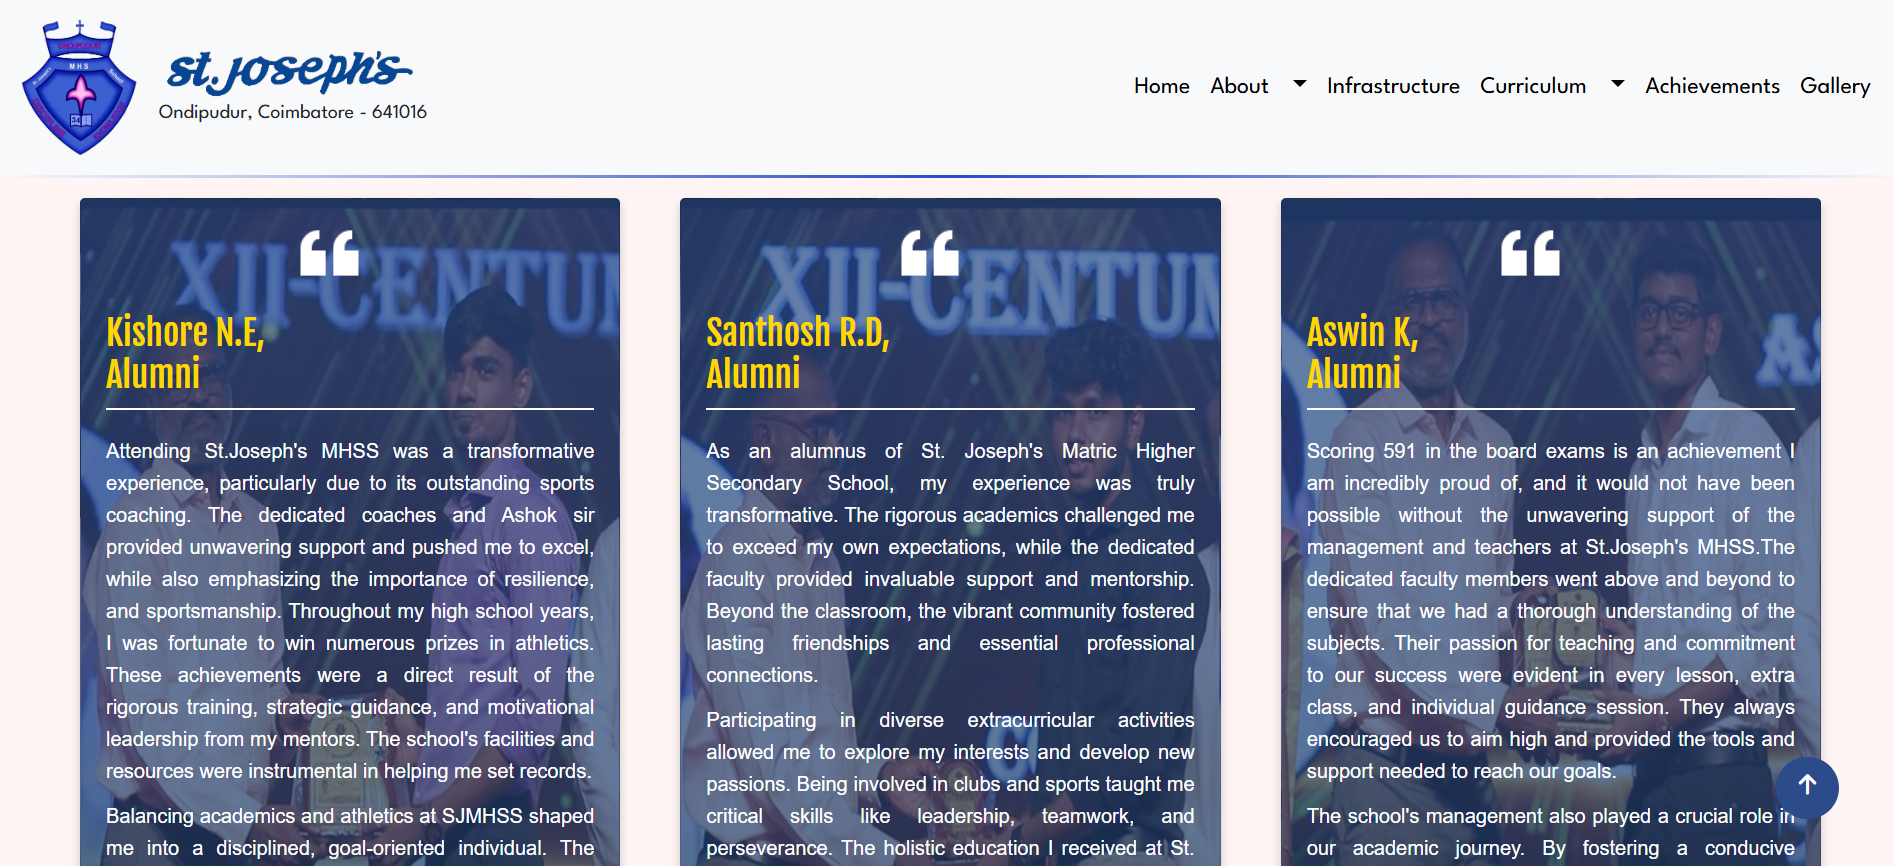 MHS
st.joseph's
Ondipudur, Coimbatore - 641016
Home About Infrastructure Curriculum Achievements Gallery
XII-CENTUM
Kishore N.E,
Alumni
Attending St.Joseph's MHSS was a transformative
experience, particularly due to its outstanding sports
coaching. The dedicated coaches and Ashok sir
provided unwavering support and pushed me to excel,
while also emphasizing the importance of resilience,
and sportsmanship. Throughout my high school years,
I was fortunate to win numerous prizes in athletics.
These achievements were a direct result of the
rigorous training, strategic guidance, and motivational
leadership from my mentors. The school's facilities and
resources were instrumental in helping me set records.
Balancing academics and athletics at SJMHSS shaped
me into a disciplined, goal-oriented individual. The
XII-CENTUM
Santhosh R.D,
Alumni
As an alumnus of St. Joseph's Matric Higher
Secondary School, my experience was truly
transformative. The rigorous academics challenged me
to exceed my own expectations, while the dedicated
faculty provided invaluable support and mentorship.
Beyond the classroom, the vibrant community fostered
lasting friendships and essential professional
connections.
Participating in diverse extracurricular activities
allowed me to explore my interests and develop new
passions. Being involved in clubs and sports taught me
critical skills like leadership, teamwork, and
perseverance. The holistic education I received at St.
Aswin K,
Alumni
Scoring 591 in the board exams is an achievement I
am incredibly proud of, and it would not have been
possible without the unwavering support of the
management and teachers at St.Joseph's MHSS.The
dedicated faculty members went above and beyond to
ensure that we had a thorough understanding of the
subjects. Their passion for teaching and commitment
to our success were evident in every lesson, extra
class, and individual guidance session. They always
encouraged us to aim high and provided the tools and
support needed to reach our goals.
The school's management also played a crucial role in
our academic journey. By fostering a conducive